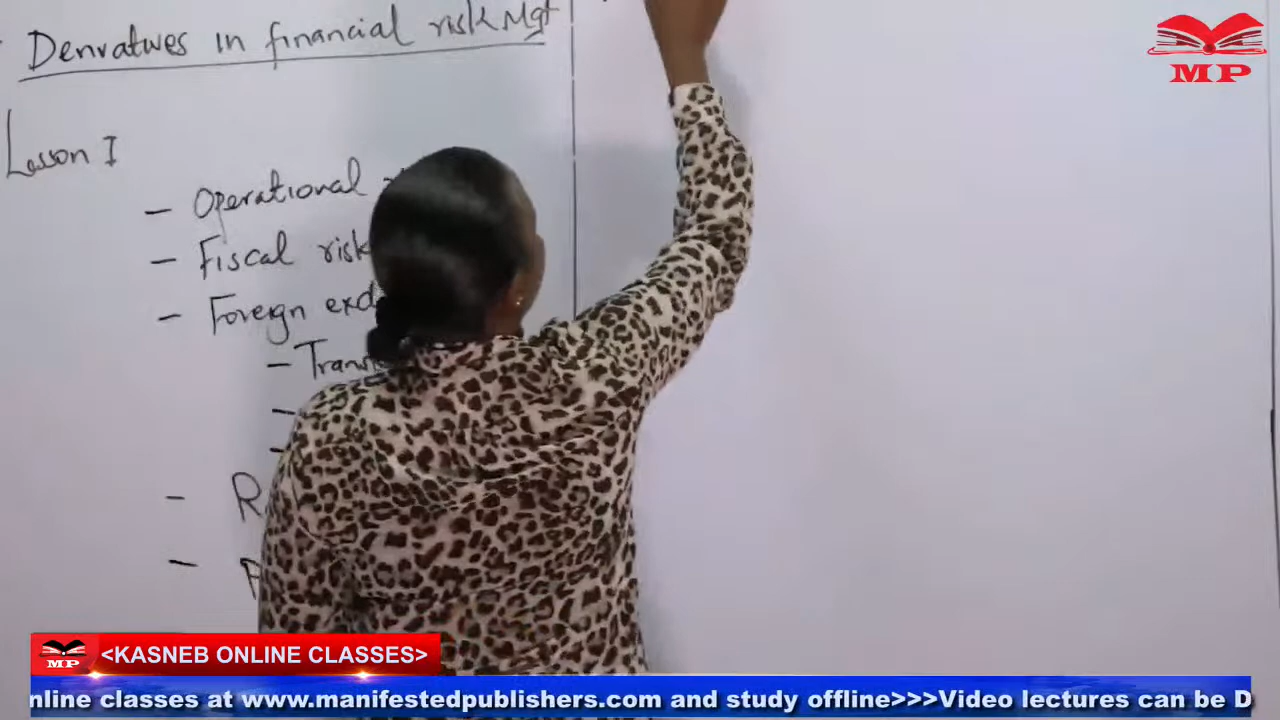 Derivatives in financial risk Mgt
Lesson I
- Operational
- Fiscal risk
- Foreign exc
- Trans
-
-
- R
-
MP
MP
<KASNEB ONLINE CLASSES>
nline classes at www.manifestedpublishers.com and study offline>>>Video lectures can be D